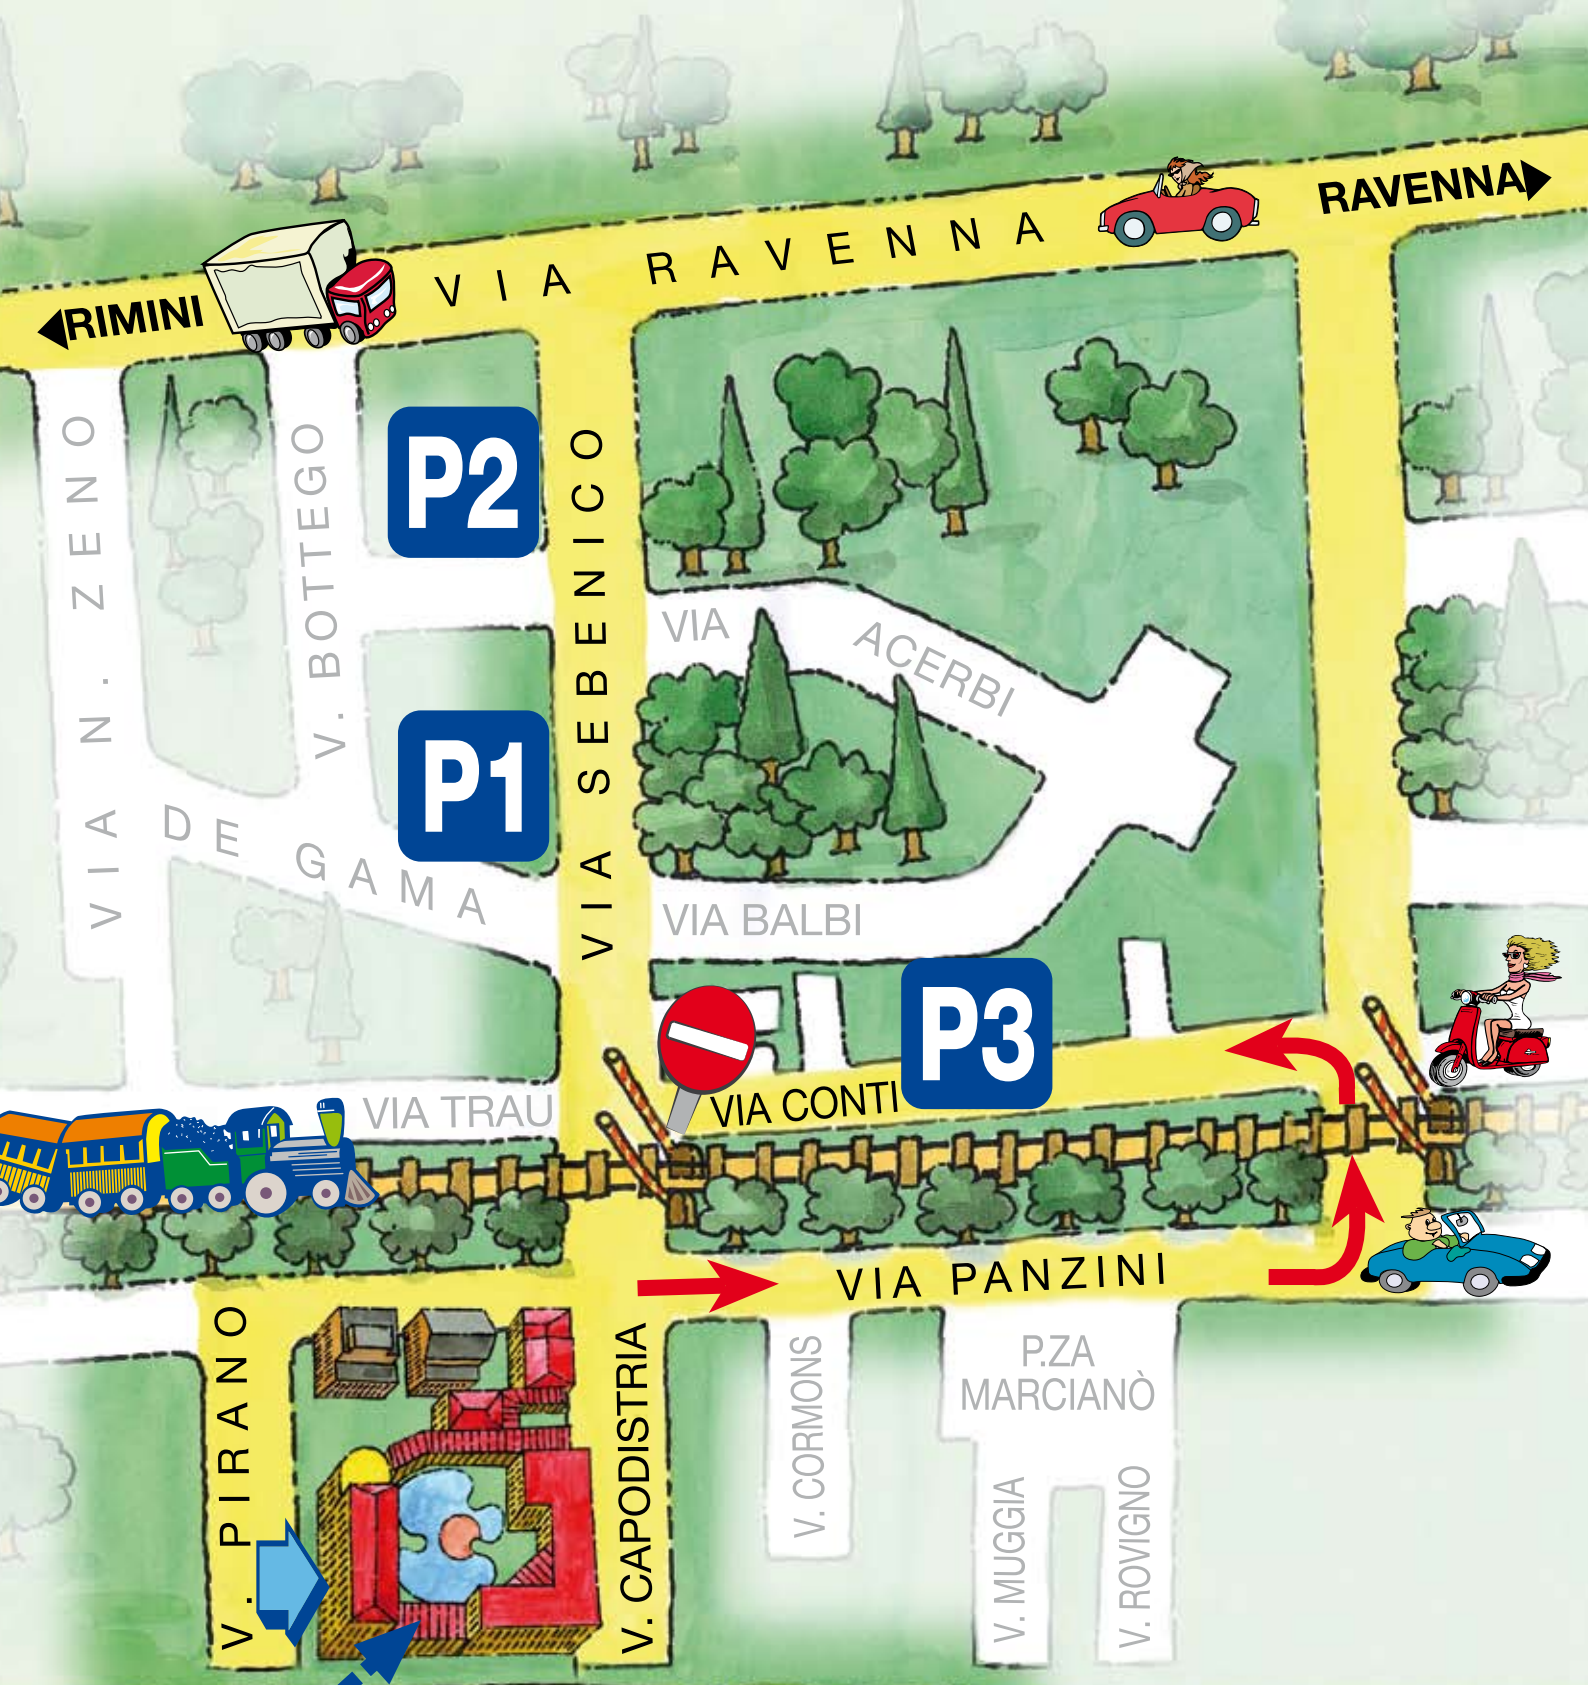 RAVENNA
VIA RAVENNA
RIMINI
VIA N. ZENO
V. BOTTEGO
P2
VIA SEBENICO
VIA ACERBI
P1
DE GAMA
VIA BALBI
P3
VIA CONTI
VIA TRAU
VIA PANZINI
V. PIRANO
V. CAPODISTRIA
V. CORMONS
P.ZA
MARCIANÒ
V. MUGGIA
V. ROVIGNO